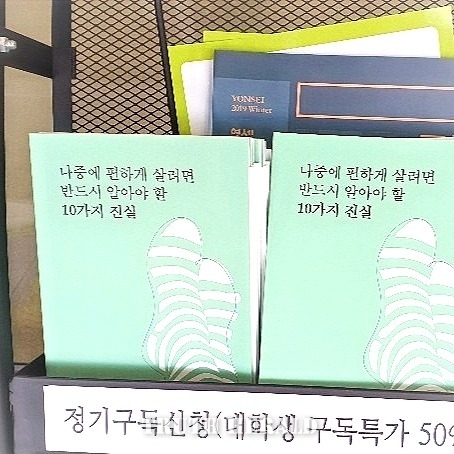 YONSEI
2019 Winter
나중에 편하게 살려면
반드시 알아야 할
10가지 진실
나중에 편하게 살려면
반드시 알아야 할
10가지 진실
정기구독신청(대학생 구독특가 50%